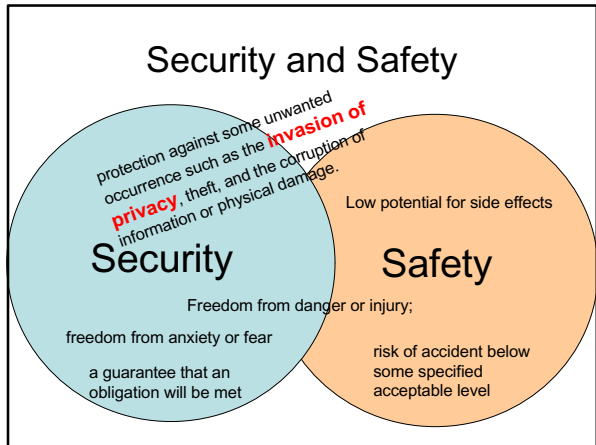 Security and Safety
protection against some unwanted
occurrence such as the invasion of
privacy, theft, and the corruption of
information or physical damage.
Low potential for side effects
Security
Safety
Freedom from danger or injury;
freedom from anxiety or fear
a guarantee that an
obligation will be met
risk of accident below
some specified
acceptable level